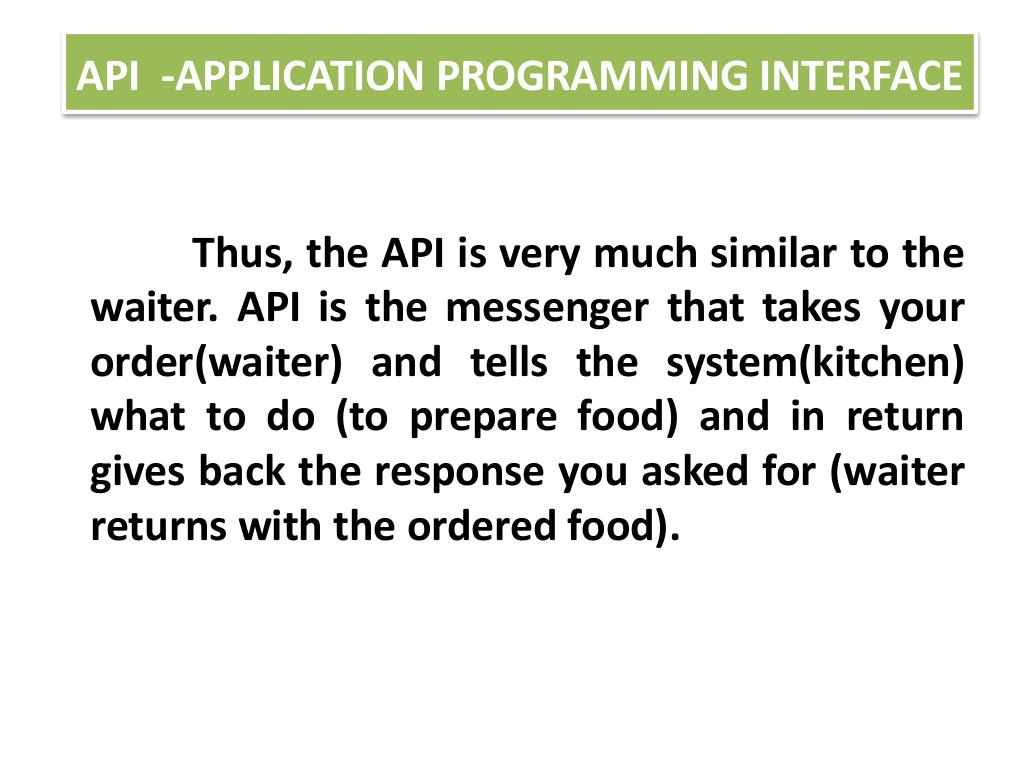 API  -APPLICATION PROGRAMMING INTERFACE
Thus, the API is very much similar to the
waiter. API is the messenger that takes your
order(waiter) and tells the system(kitchen)
what to do (to prepare food) and in return
gives back the response you asked for (waiter
returns with the ordered food).